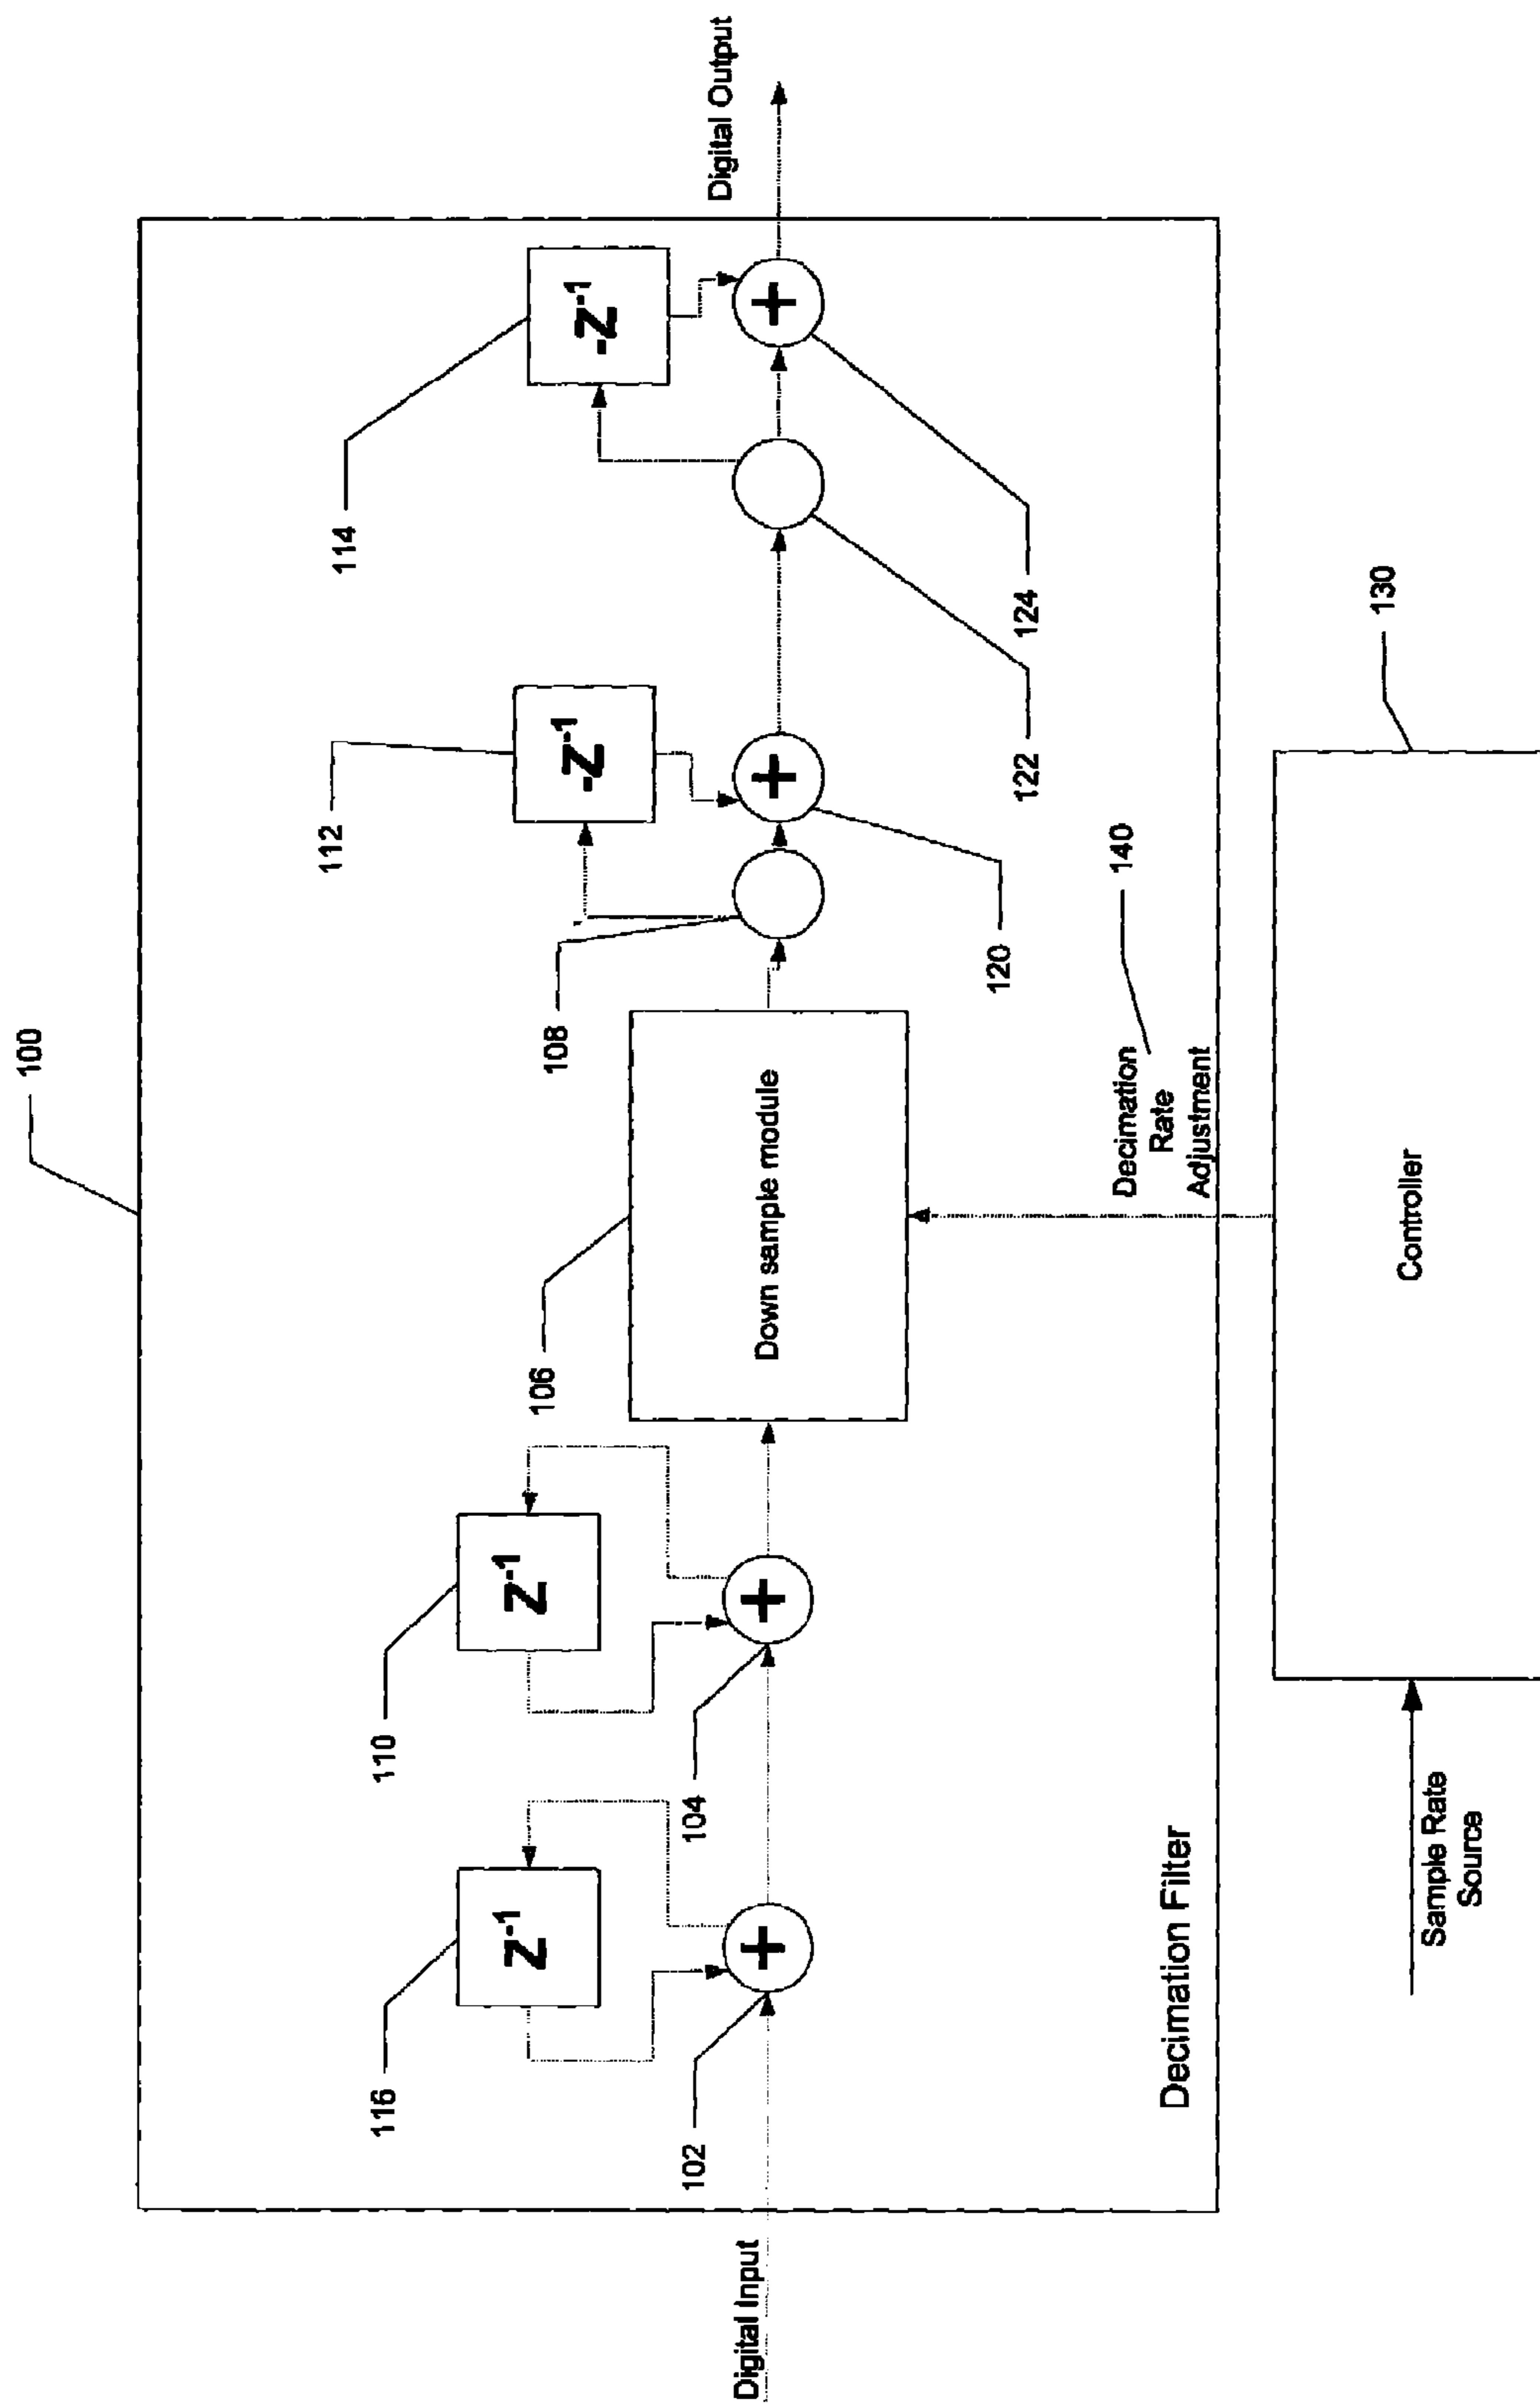 100
116
Z-1
102
110
Z-1
104
106
Down sample module
108
112
-Z-1
120
114
-Z-1
122
124
+
+
+
+
Digital Input
Digital Output
Decimation Filter
Decimation
Rate
Adjustment
140
130
Controller
Sample Rate
Source